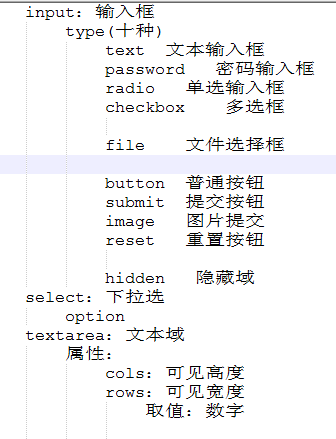 input: 输入框
type(十种)
text 文本输入框
password 密码输入框
radio 单选输入框
checkbox 多选框
file 文件选择框
button 普通按钮
submit 提交按钮
image 图片提交
reset 重置按钮
hidden 隐藏域
select: 下拉选
option
textarea: 文本域
属性:
cols: 可见高度
rows: 可见宽度
取值: 数字